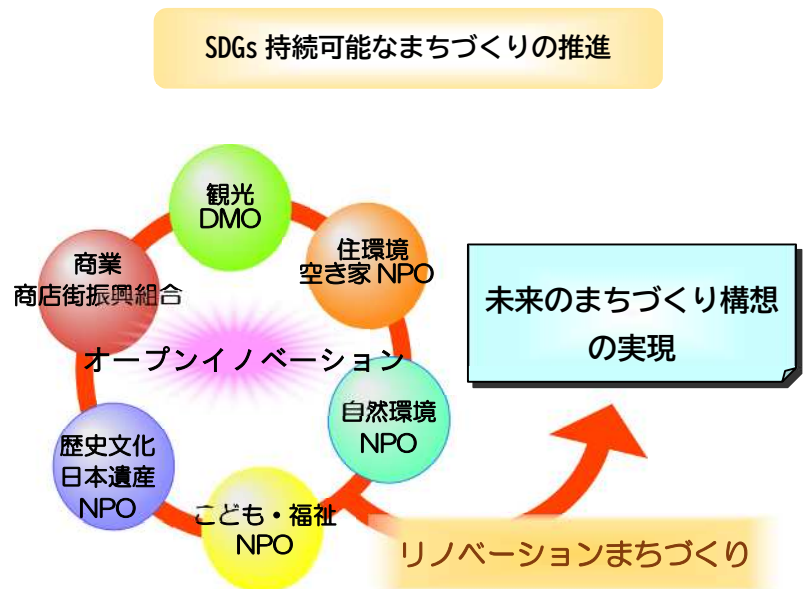 SDGs 持続可能なまちづくりの推進
観光
DMO
住環境
空き家 NPO
商業
商店街振興組合
未来のまちづくり構想
の実現
オープンイノベーション
自然環境
NPO
歴史文化
日本遺産
NPO
こども・福祉
NPO
リノベーションまちづくり